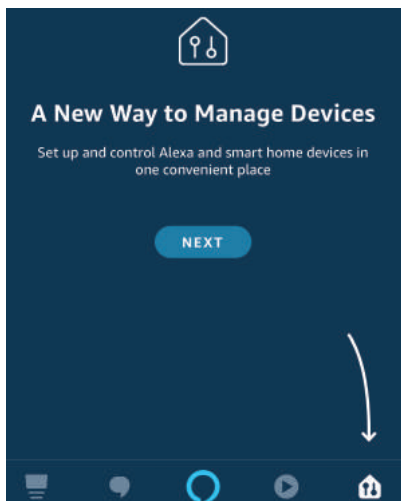 A New Way to Manage Devices
Set up and control Alexa and smart home devices in
one convenient place
NEXT